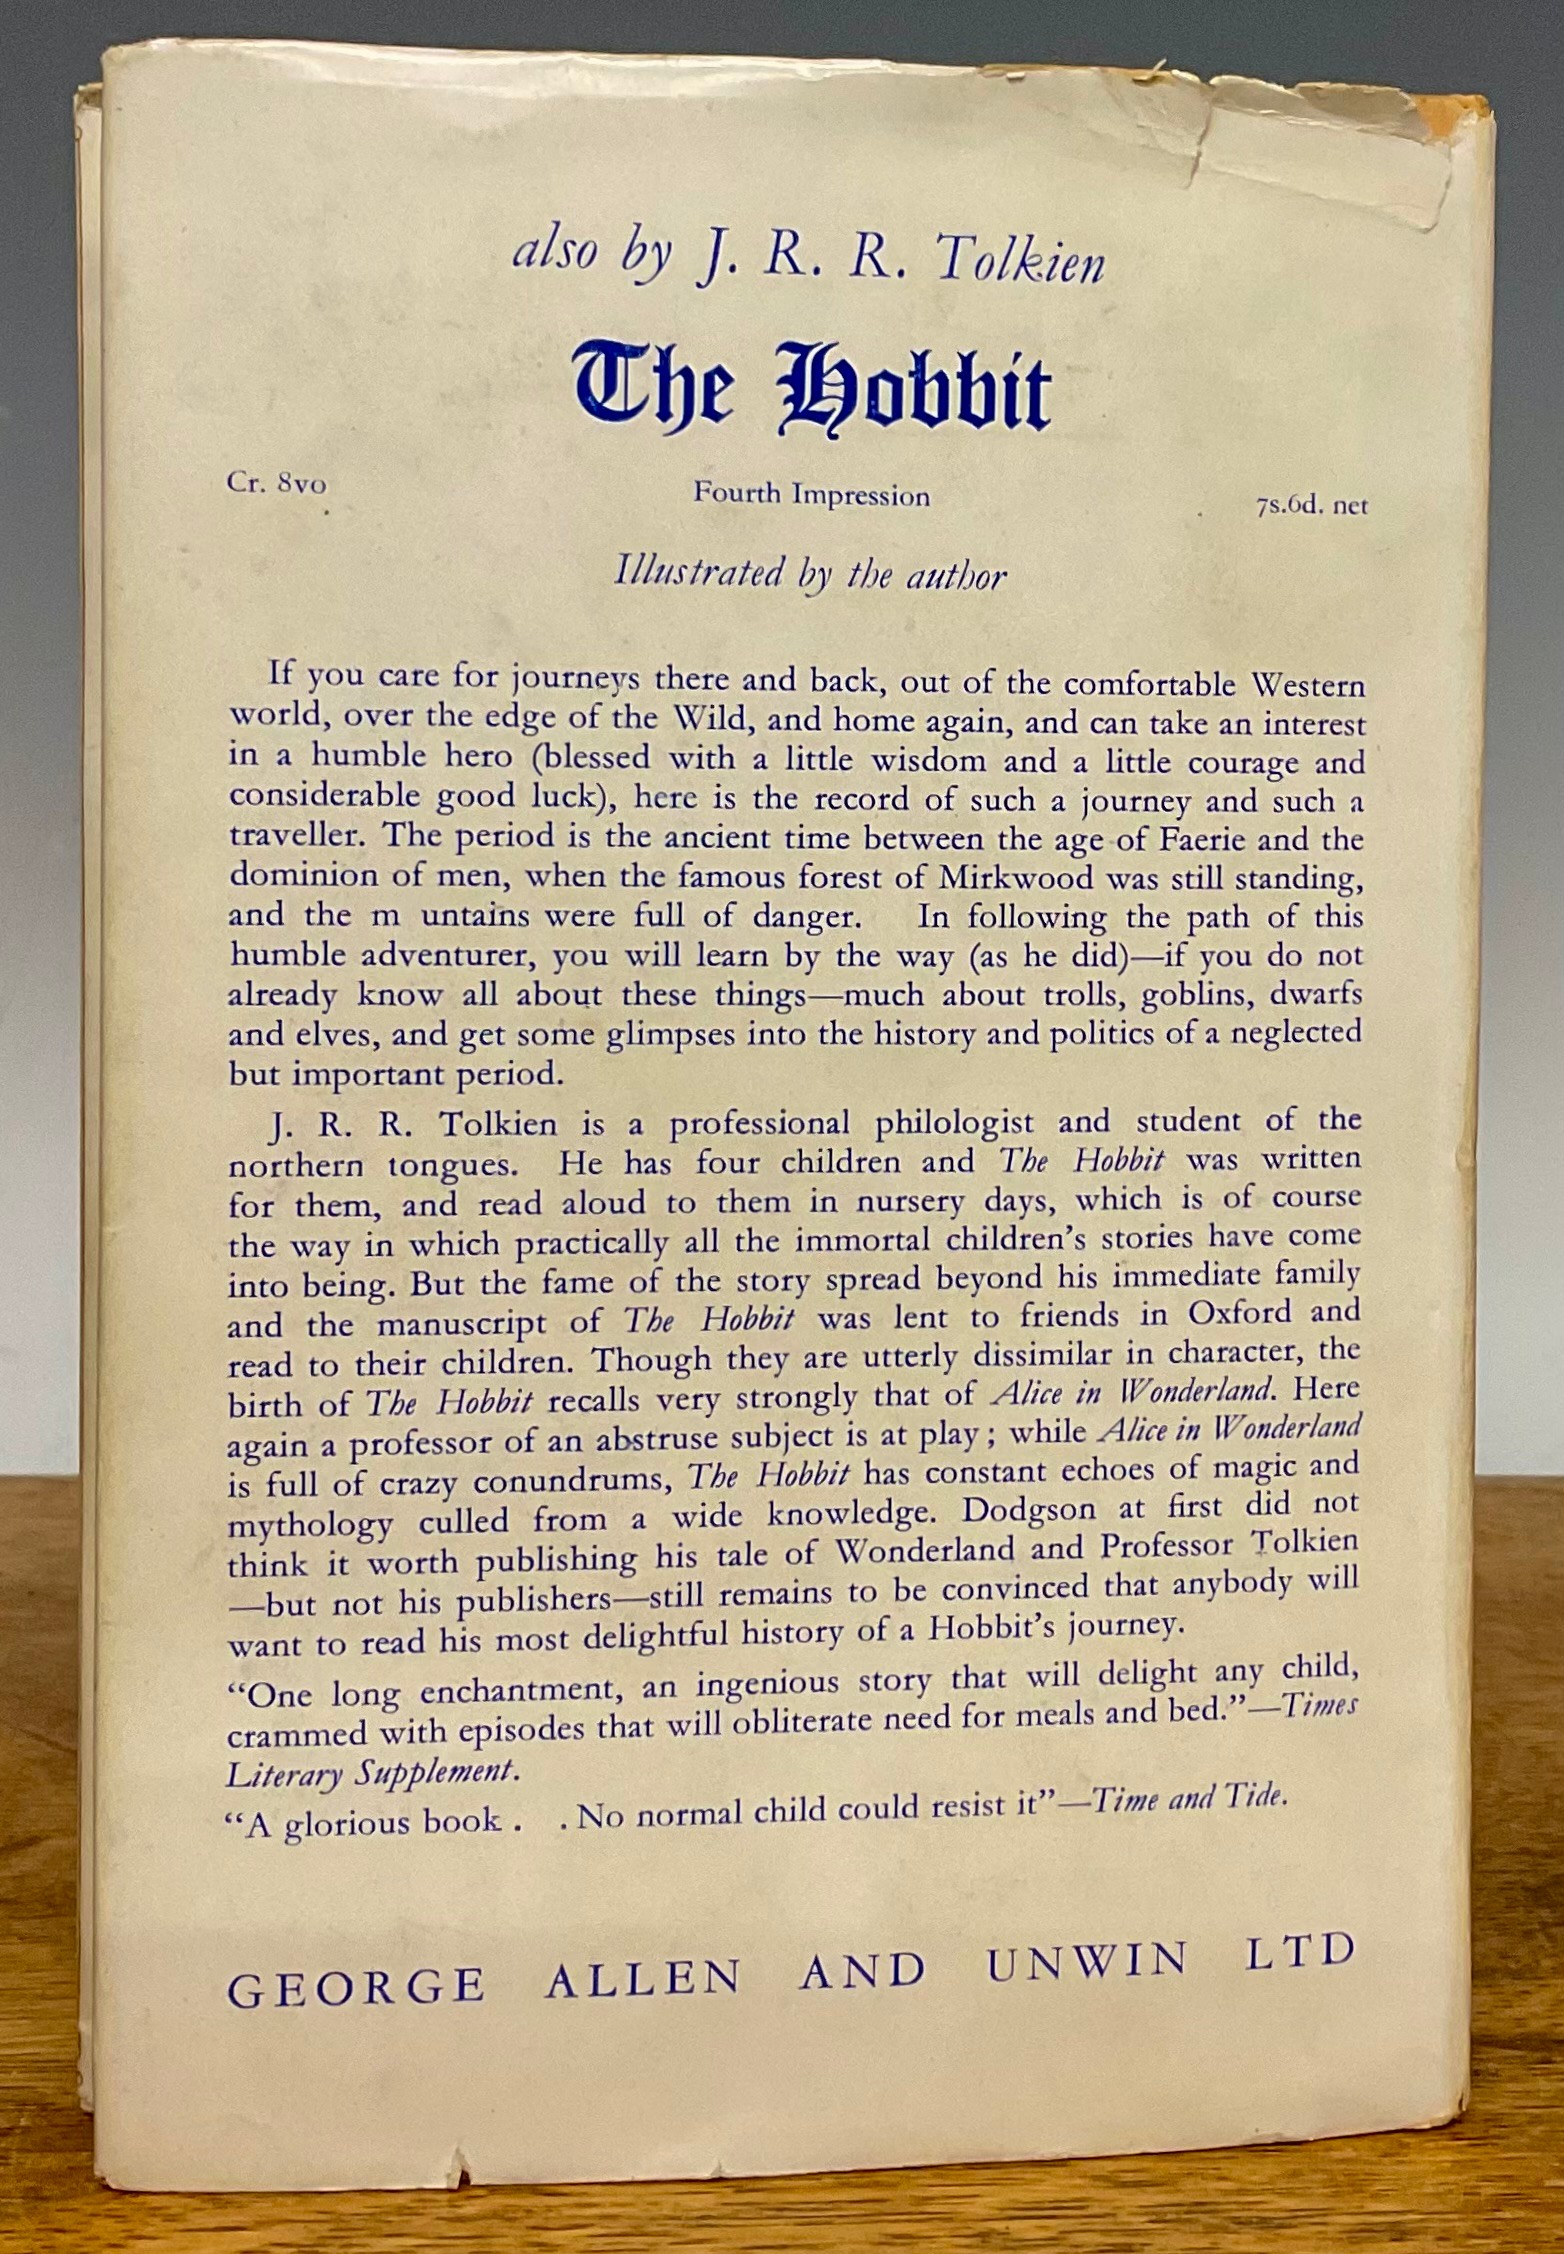 also by J. R. R. Tolkien
The Hobbit
Cr. 8vo Fourth Impression 7s.6d. net
Illustrated by the author
If you care for journeys there and back, out of the comfortable Western
world, over the edge of the Wild, and home again, and can take an interest
in a humble hero (blessed with a little wisdom and a little courage and
considerable good luck), here is the record of such a journey and such a
traveller. The period is the ancient time between the age of Faerie and the
dominion of men, when the famous forest of Mirkwood was still standing,
and the m untains were full of danger. In following the path of this
humble adventurer, you will learn by the way (as he did)—if you do not
already know all about these things—much about trolls, goblins, dwarfs
and elves, and get some glimpses into the history and politics of a neglected
but important period.
J. R. R. Tolkien is a professional philologist and student of the
northern tongues. He has four children and The Hobbit was written
for them, and read aloud to them in nursery days, which is of course
the way in which practically all the immortal children's stories have come
into being. But the fame of the story spread beyond his immediate family
and the manuscript of The Hobbit was lent to friends in Oxford and
read to their children. Though they are utterly dissimilar in character, the
birth of The Hobbit recalls very strongly that of Alice in Wonderland. Here
again a professor of an abstruse subject is at play; while Alice in Wonderland
is full of crazy conundrums, The Hobbit has constant echoes of magic and
mythology culled from a wide knowledge. Dodgson at first did not
think it worth publishing his tale of Wonderland and Professor Tolkien
—but not his publishers—still remains to be convinced that anybody will
want to read his most delightful history of a Hobbit's journey.
"One long enchantment, an ingenious story that will delight any child,
crammed with episodes that will obliterate need for meals and bed."—Times
Literary Supplement.
"A glorious book . . No normal child could resist it"—Time and Tide.
GEORGE ALLEN AND UNWIN LTD